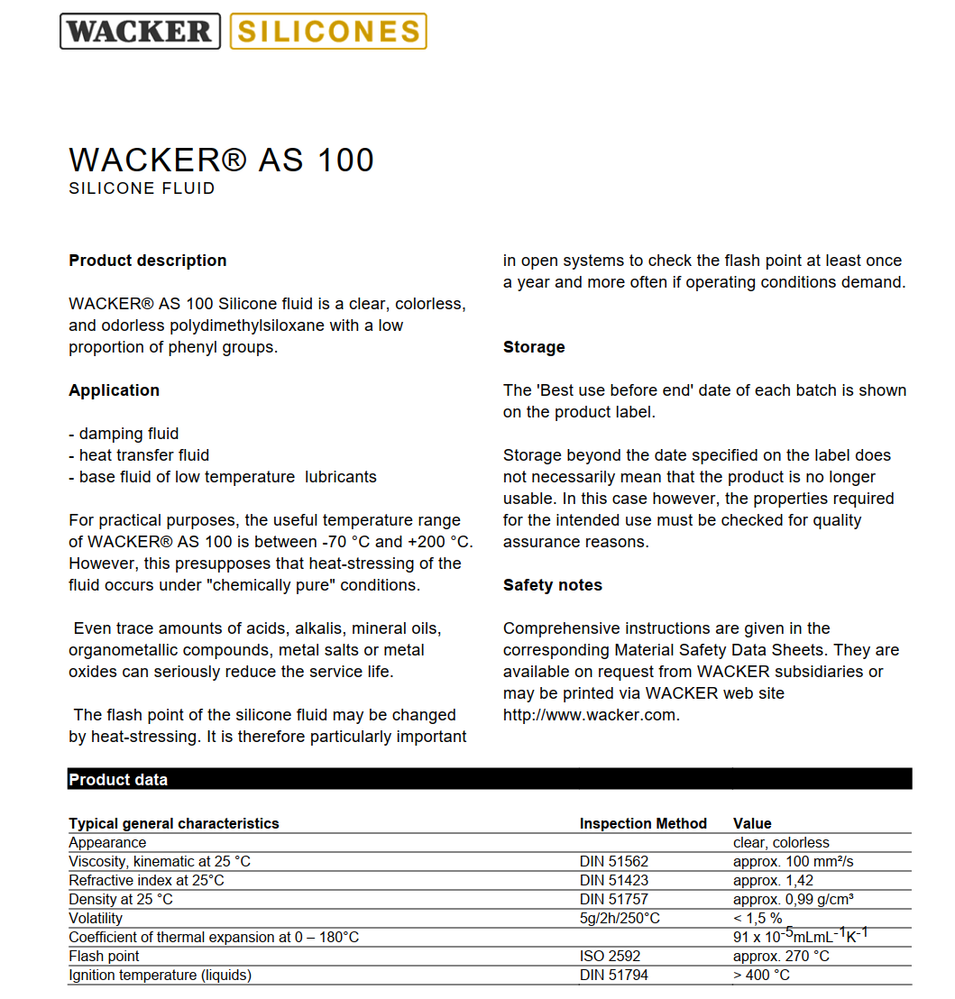 WACKER SILICONES
WACKER® AS 100
SILICONE FLUID
Product description
WACKER® AS 100 Silicone fluid is a clear, colorless,
and odorless polydimethylsiloxane with a low
proportion of phenyl groups.
Application
- damping fluid
- heat transfer fluid
- base fluid of low temperature  lubricants
For practical purposes, the useful temperature range
of WACKER® AS 100 is between -70 °C and +200 °C.
However, this presupposes that heat-stressing of the
fluid occurs under "chemically pure" conditions.
Even trace amounts of acids, alkalis, mineral oils,
organometallic compounds, metal salts or metal
oxides can seriously reduce the service life.
The flash point of the silicone fluid may be changed
by heat-stressing. It is therefore particularly important
in open systems to check the flash point at least once
a year and more often if operating conditions demand.
Storage
The 'Best use before end' date of each batch is shown
on the product label.
Storage beyond the date specified on the label does
not necessarily mean that the product is no longer
usable. In this case however, the properties required
for the intended use must be checked for quality
assurance reasons.
Safety notes
Comprehensive instructions are given in the
corresponding Material Safety Data Sheets. They are
available on request from WACKER subsidiaries or
may be printed via WACKER web site
http://www.wacker.com.
Product data
Typical general characteristics Inspection Method Value
Appearance clear, colorless
Viscosity, kinematic at 25 °C DIN 51562 approx. 100 mm²/s
Refractive index at 25°C DIN 51423 approx. 1,42
Density at 25 °C DIN 51757 approx. 0,99 g/cm³
Volatility 5g/2h/250°C < 1,5 %
Coefficient of thermal expansion at 0 – 180°C 91 x 10⁻⁵mLmL⁻¹K⁻¹
Flash point ISO 2592 approx. 270 °C
Ignition temperature (liquids) DIN 51794 > 400 °C